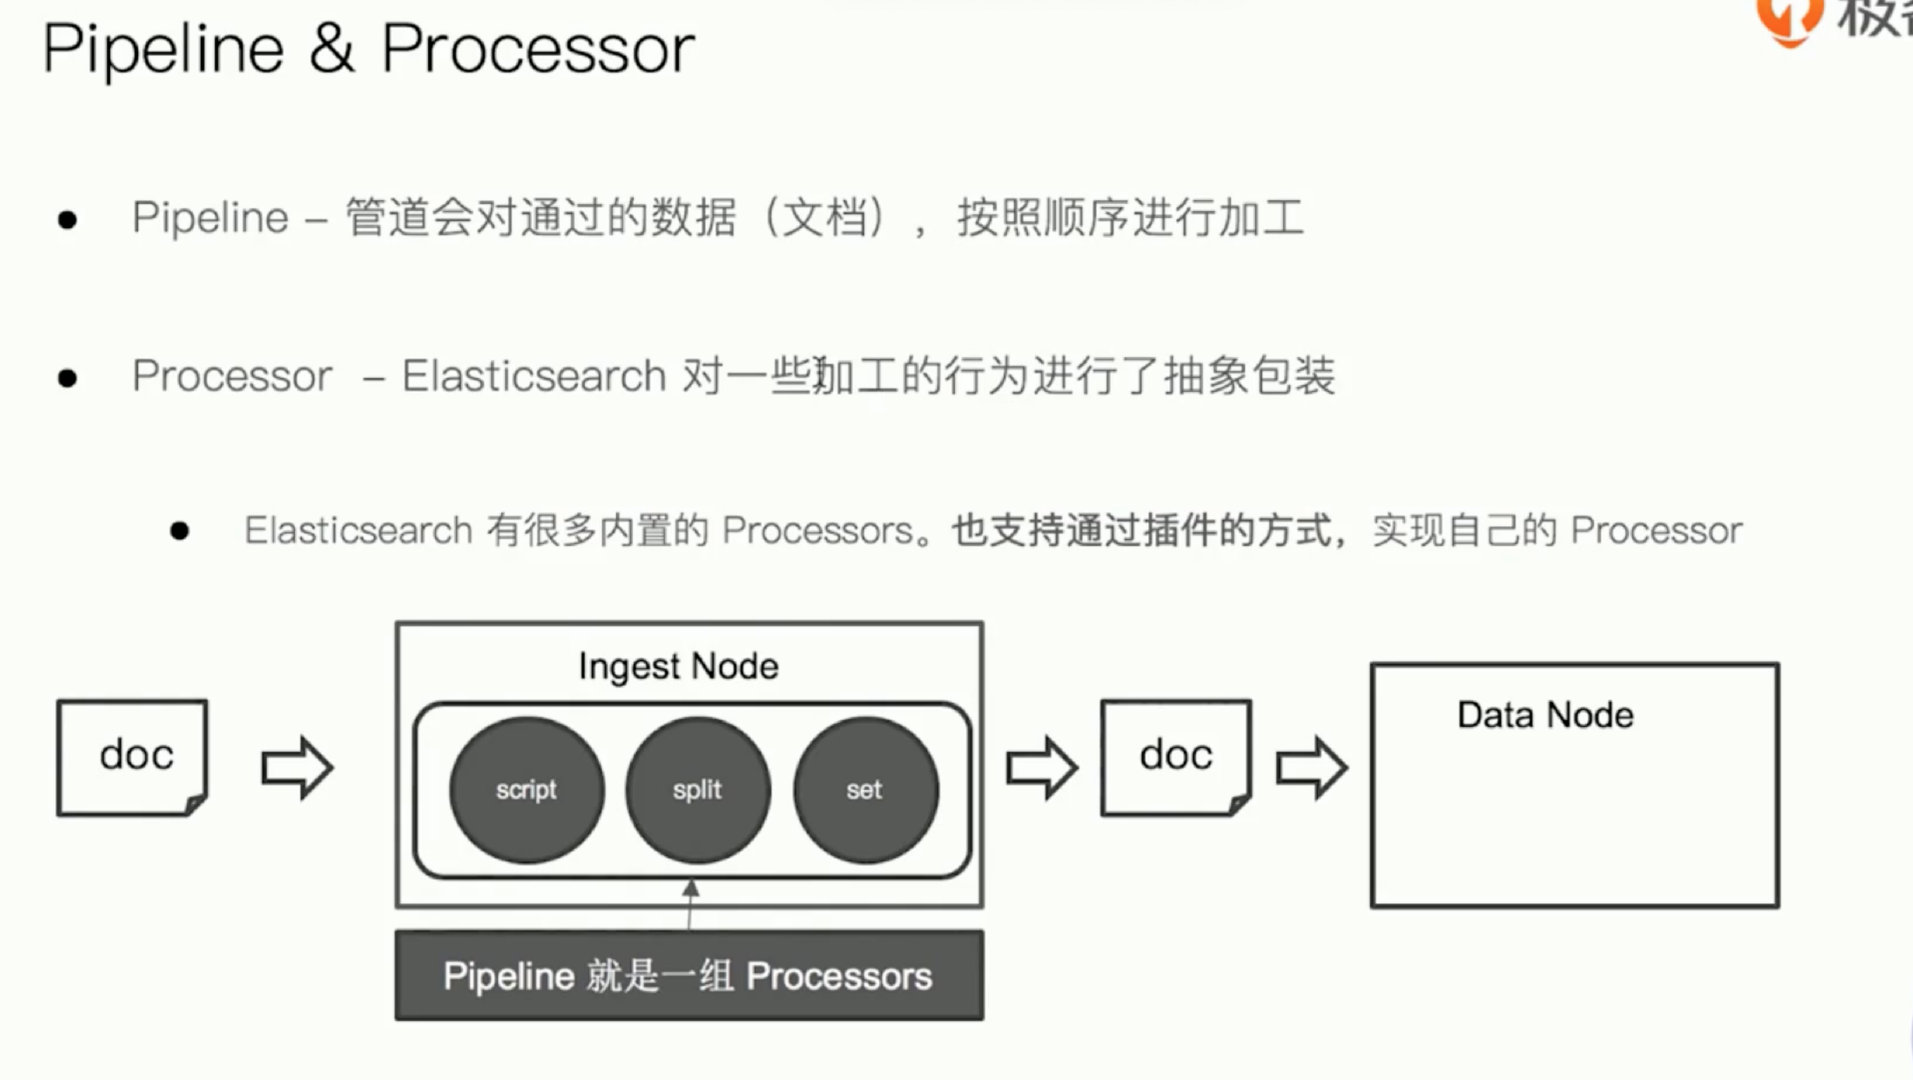 Pipeline & Processor
Pipeline – 管道会对通过的数据（文档），按照顺序进行加工
Processor – Elasticsearch 对一些加工的行为进行了抽象包装
Elasticsearch 有很多内置的 Processors。也支持通过插件的方式，实现自己的 Processor
Ingest Node
doc
script
split
set
doc
Data Node
Pipeline 就是一组 Processors